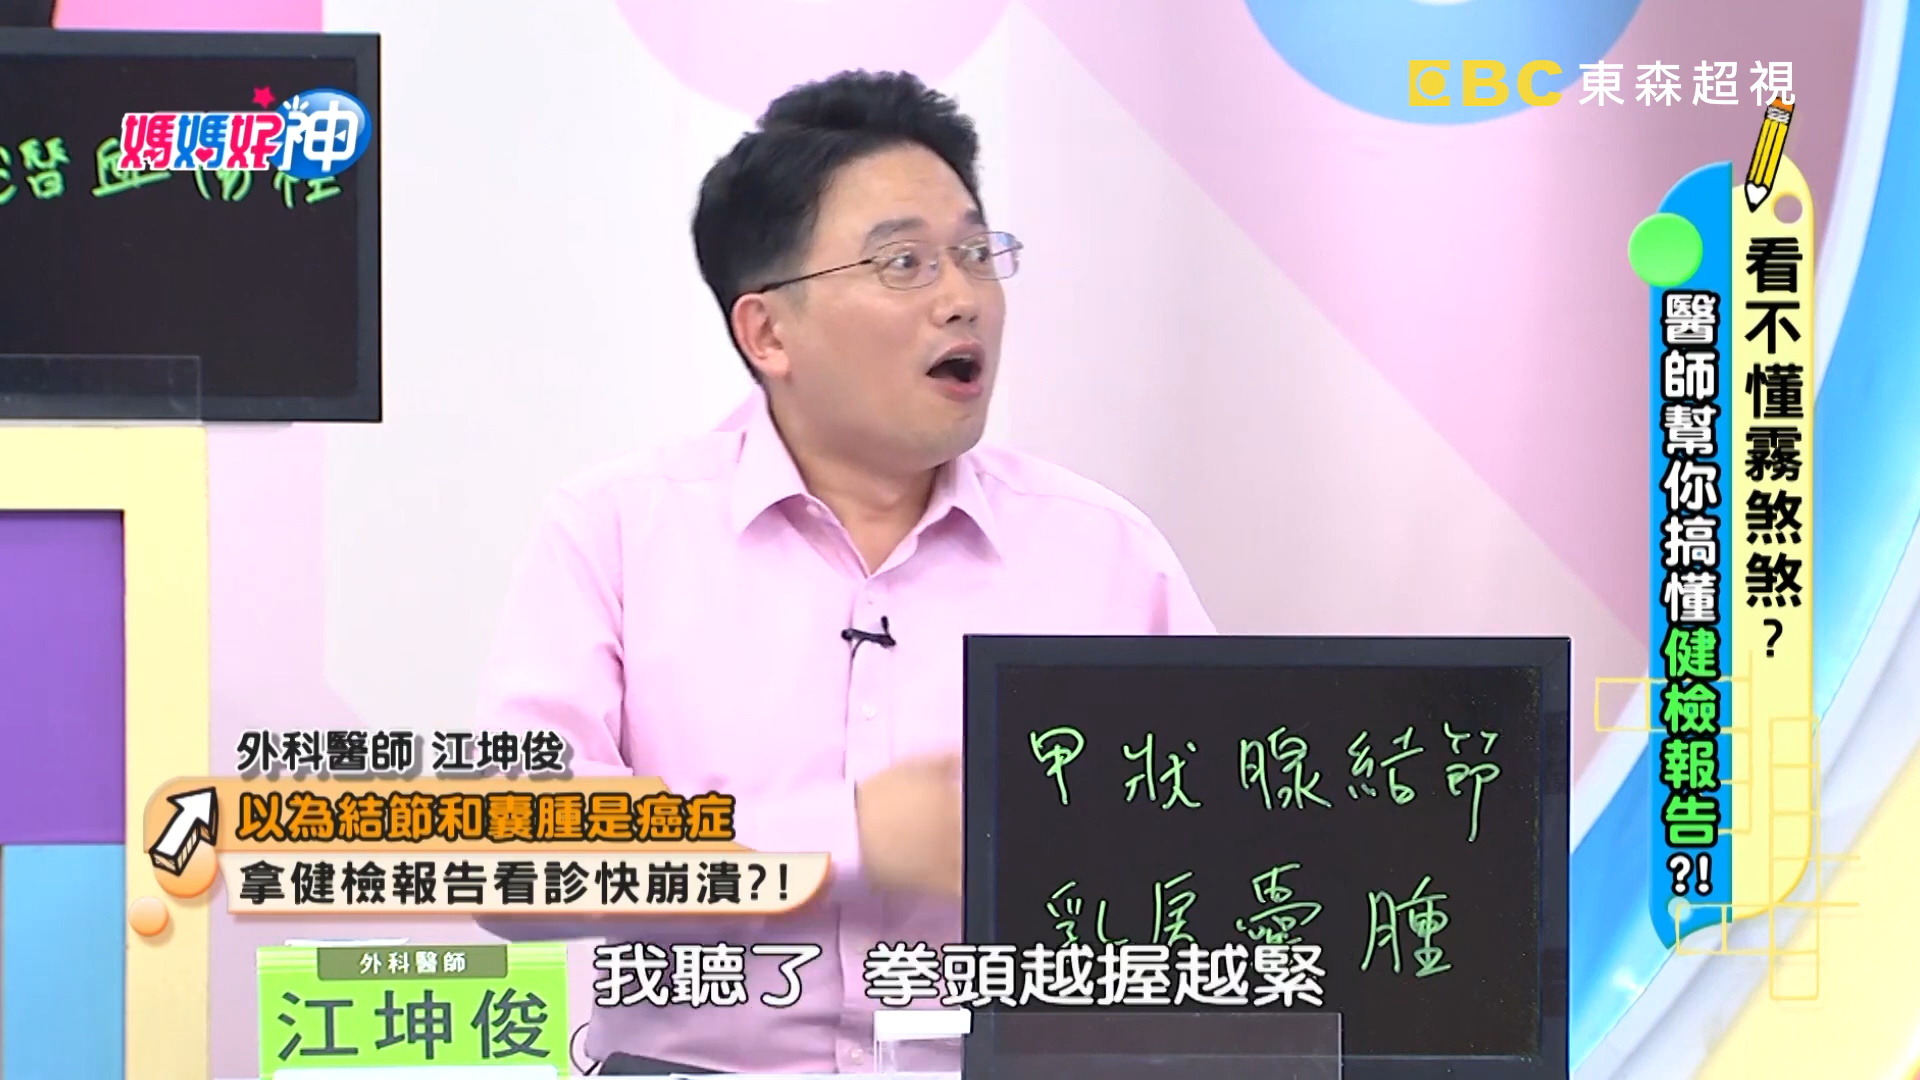 媽媽好神
EBC 東森超視
看不懂霧煞煞?
醫師幫你搞懂健檢報告?!
甲狀腺結節
乳房囊腫
外科醫師 江坤俊
以為結節和囊腫是癌症
拿健檢報告看診快崩潰?!
外科醫師
江坤俊
我聽了 拳頭越握越緊